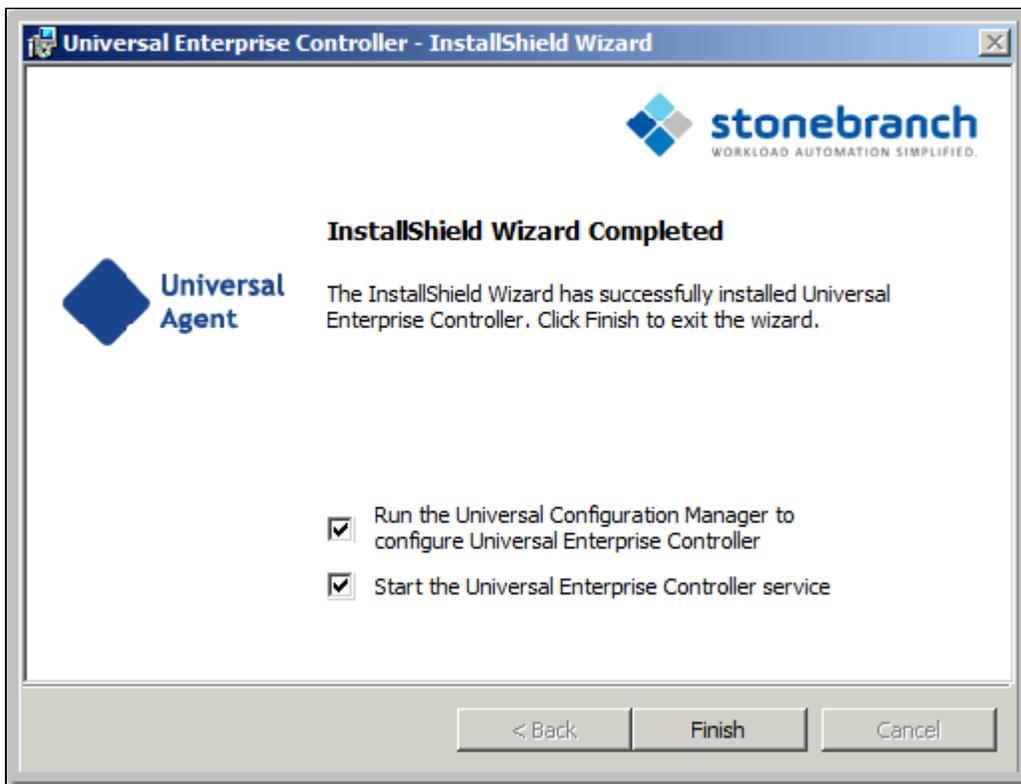 Universal Enterprise Controller - InstallShield Wizard
stonebranch
WORKLOAD AUTOMATION SIMPLIFIED.
InstallShield Wizard Completed
Universal
Agent
The InstallShield Wizard has successfully installed Universal
Enterprise Controller. Click Finish to exit the wizard.
Run the Universal Configuration Manager to
configure Universal Enterprise Controller
Start the Universal Enterprise Controller service
< Back
Finish
Cancel